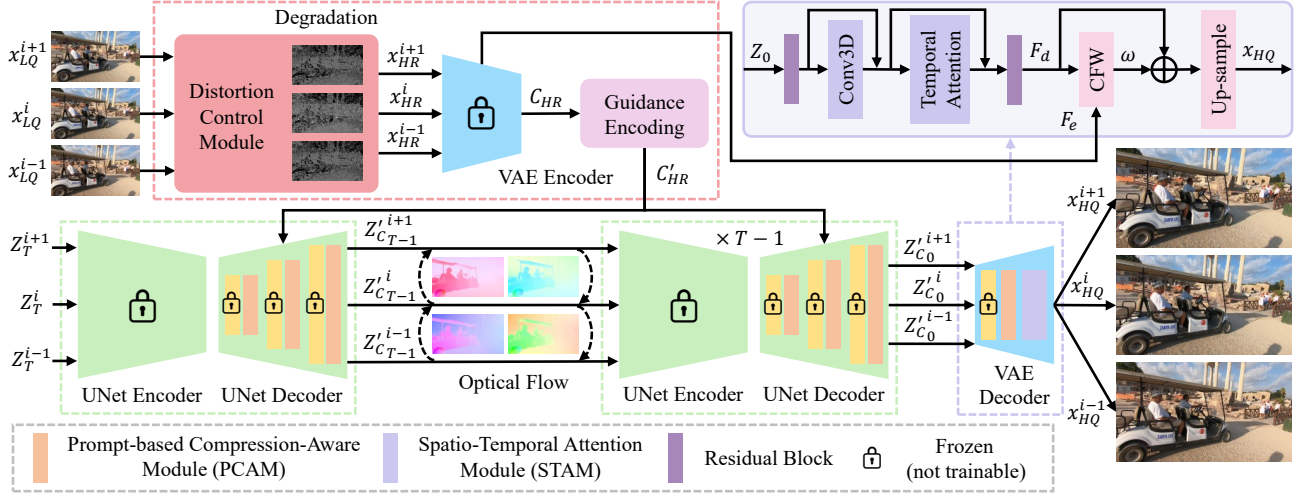 Degradation
x_{LQ}^{i+1}
x_{LQ}^{i}
x_{LQ}^{i-1}
Distortion
Control
Module
x_{HR}^{i+1}
x_{HR}^{i}
x_{HR}^{i-1}
VAE Encoder
C_{HR}
Guidance
Encoding
C'_{HR}
Z_0
Conv3D
Temporal
Attention
F_d
CFW
F_e
ω
Up-sample
x_{HQ}
Z_T^{i+1}
Z_T^{i}
Z_T^{i-1}
UNet Encoder
UNet Decoder
Z'_{C_{T-1}}^{i+1}
Z'_{C_{T-1}}^{i}
Z'_{C_{T-1}}^{i-1}
Optical Flow
× T − 1
UNet Encoder
UNet Decoder
Z'_{C_0}^{i+1}
Z'_{C_0}^{i}
Z'_{C_0}^{i-1}
VAE
Decoder
x_{HQ}^{i+1}
x_{HQ}^{i}
x_{HQ}^{i-1}
Prompt-based Compression-Aware
Module (PCAM)
Spatio-Temporal Attention
Module (STAM)
Residual Block
Frozen
(not trainable)